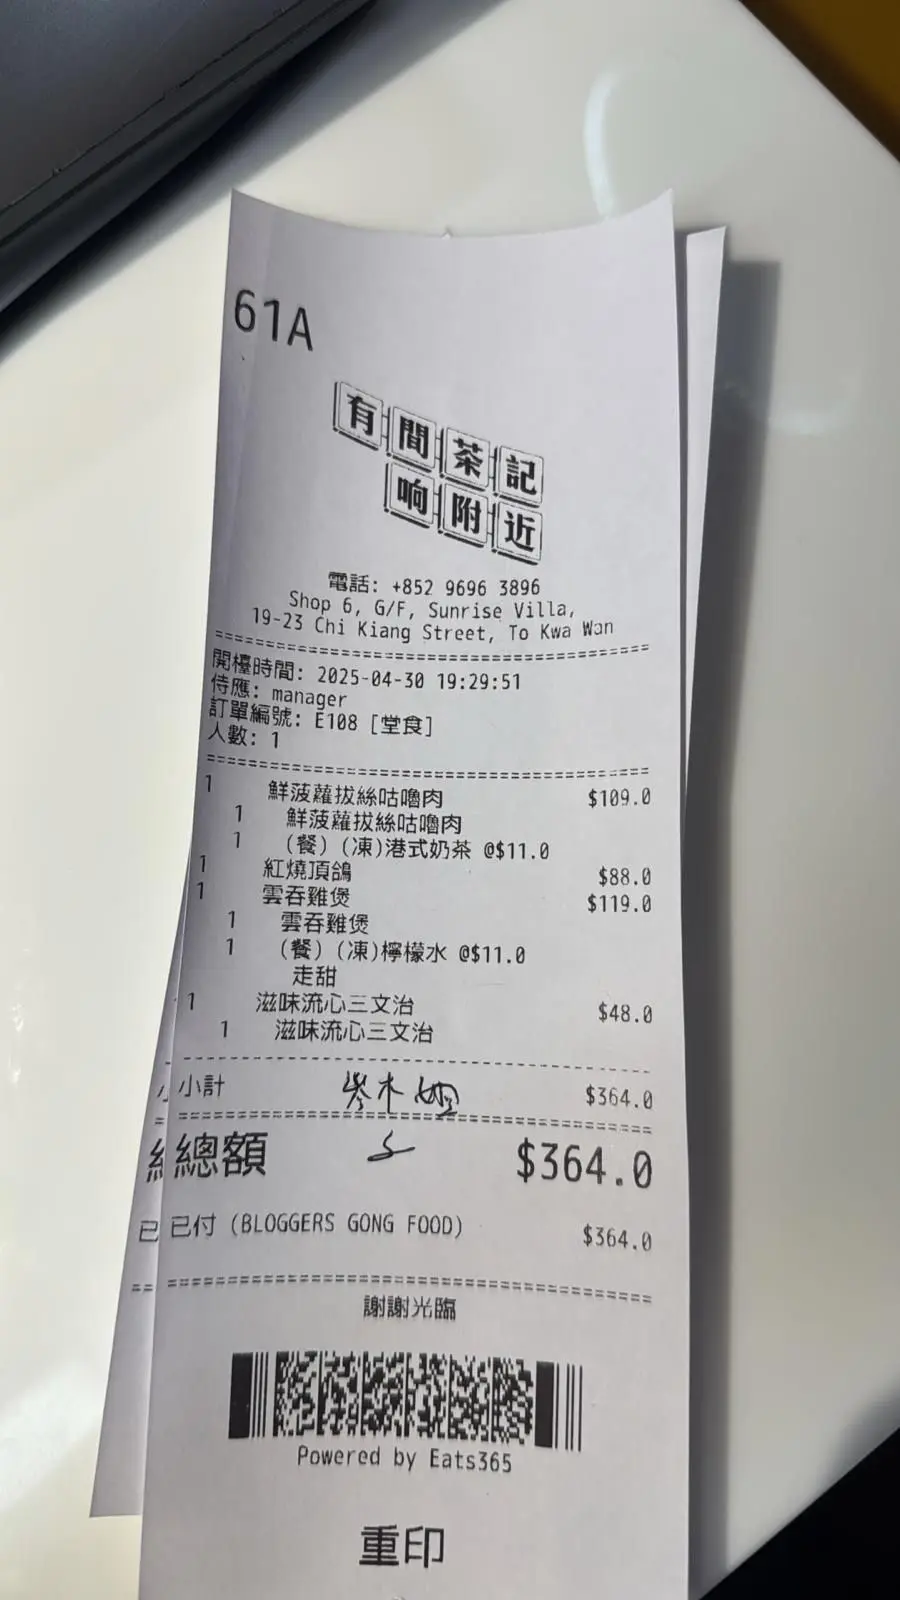 61A
有間茶記
响附近
電話: +852 9696 3896
Shop 6, G/F, Sunrise Villa,
19-23 Chi Kiang Street, To Kwa Wan
開檯時間: 2025-04-30 19:29:51
侍應: manager
訂單編號: E108 [堂食]
人數: 1
1 鮮菠蘿拔絲咕嚕肉 $109.0
1 鮮菠蘿拔絲咕嚕肉
1 (餐) (凍)港式奶茶 @$11.0
1 紅燒頂鴿 $88.0
1 雲吞雞煲 $119.0
1 雲吞雞煲
1 (餐) (凍)檸檬水 @$11.0
走甜
1 滋味流心三文治 $48.0
1 滋味流心三文治
小計 $364.0
總額 $364.0
已付 (BLOGGERS GONG FOOD) $364.0
謝謝光臨
Powered by Eats365
重印